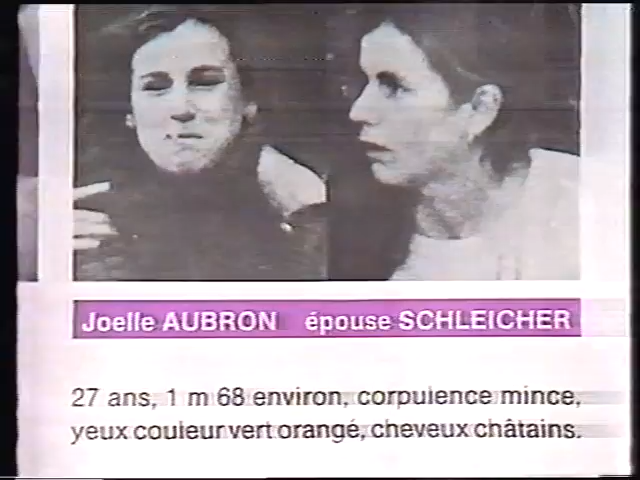 Joelle AUBRON épouse SCHLEICHER
27 ans, 1 m 68 environ, corpulence mince,
yeux couleur vert orangé, cheveux châtains.